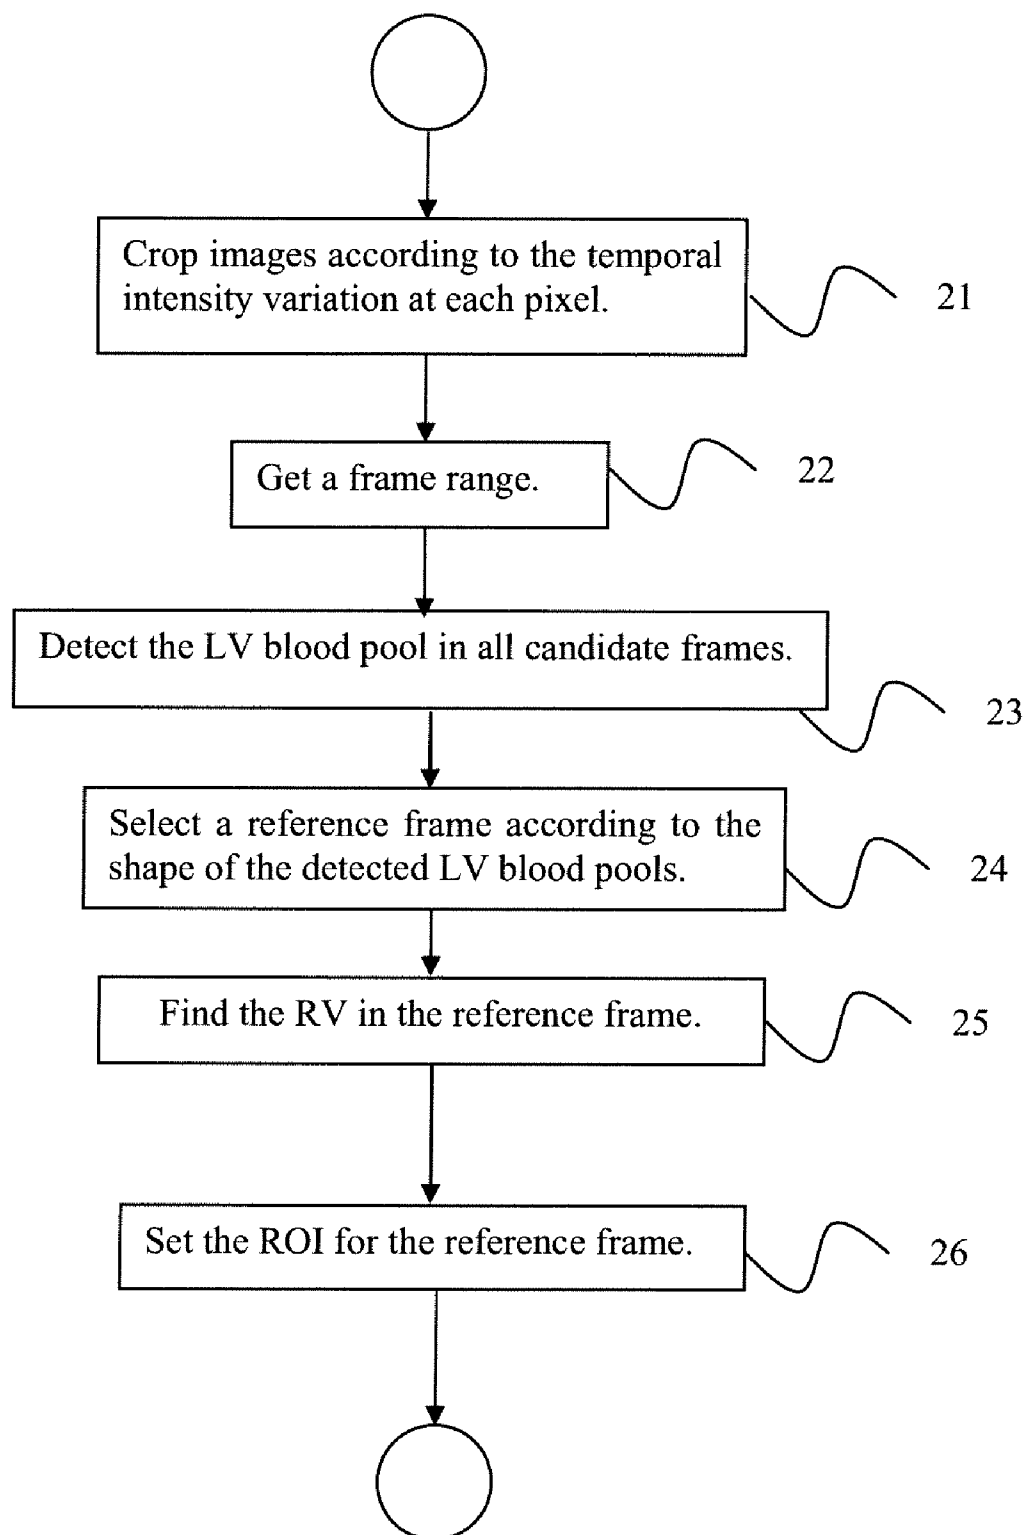 Crop images according to the temporal
intensity variation at each pixel.
21
Get a frame range.
22
Detect the LV blood pool in all candidate frames.
23
Select a reference frame according to the
shape of the detected LV blood pools.
24
Find the RV in the reference frame.
25
Set the ROI for the reference frame.
26